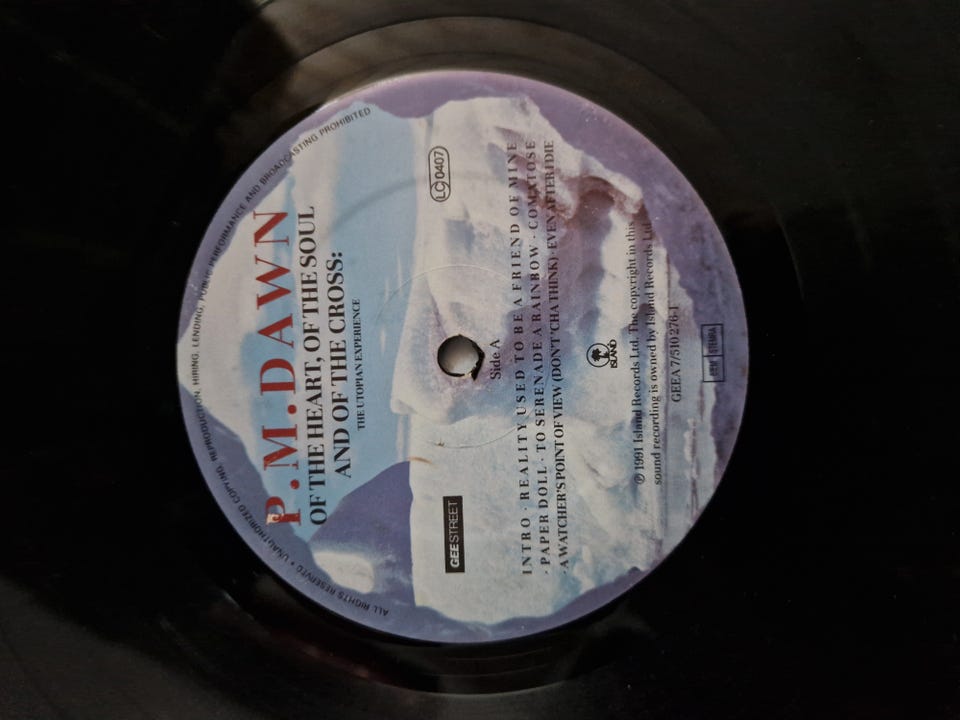 ALL RIGHTS RESERVED • UNAUTHORIZED COPYING, REPRODUCTION, HIRING, LENDING, PUBLIC PERFORMANCE AND BROADCASTING PROHIBITED
P.M.DAWN
OF THE HEART, OF THE SOUL
AND OF THE CROSS:
THE UTOPIAN EXPERIENCE
GEE STREET
LC 0407
Side A
INTRO · REALITY USED TO BE A FRIEND OF MINE
· PAPER DOLL · TO SERENADE A RAINBOW · COMATOSE
· A WATCHER'S POINT OF VIEW (DON'T 'CHA THINK) · EVEN AFTER I DIE
ISLAND
℗ 1991 Island Records Ltd. The copyright in this
sound recording is owned by Island Records Ltd
GEEA 7/510 276-1
STEMRA